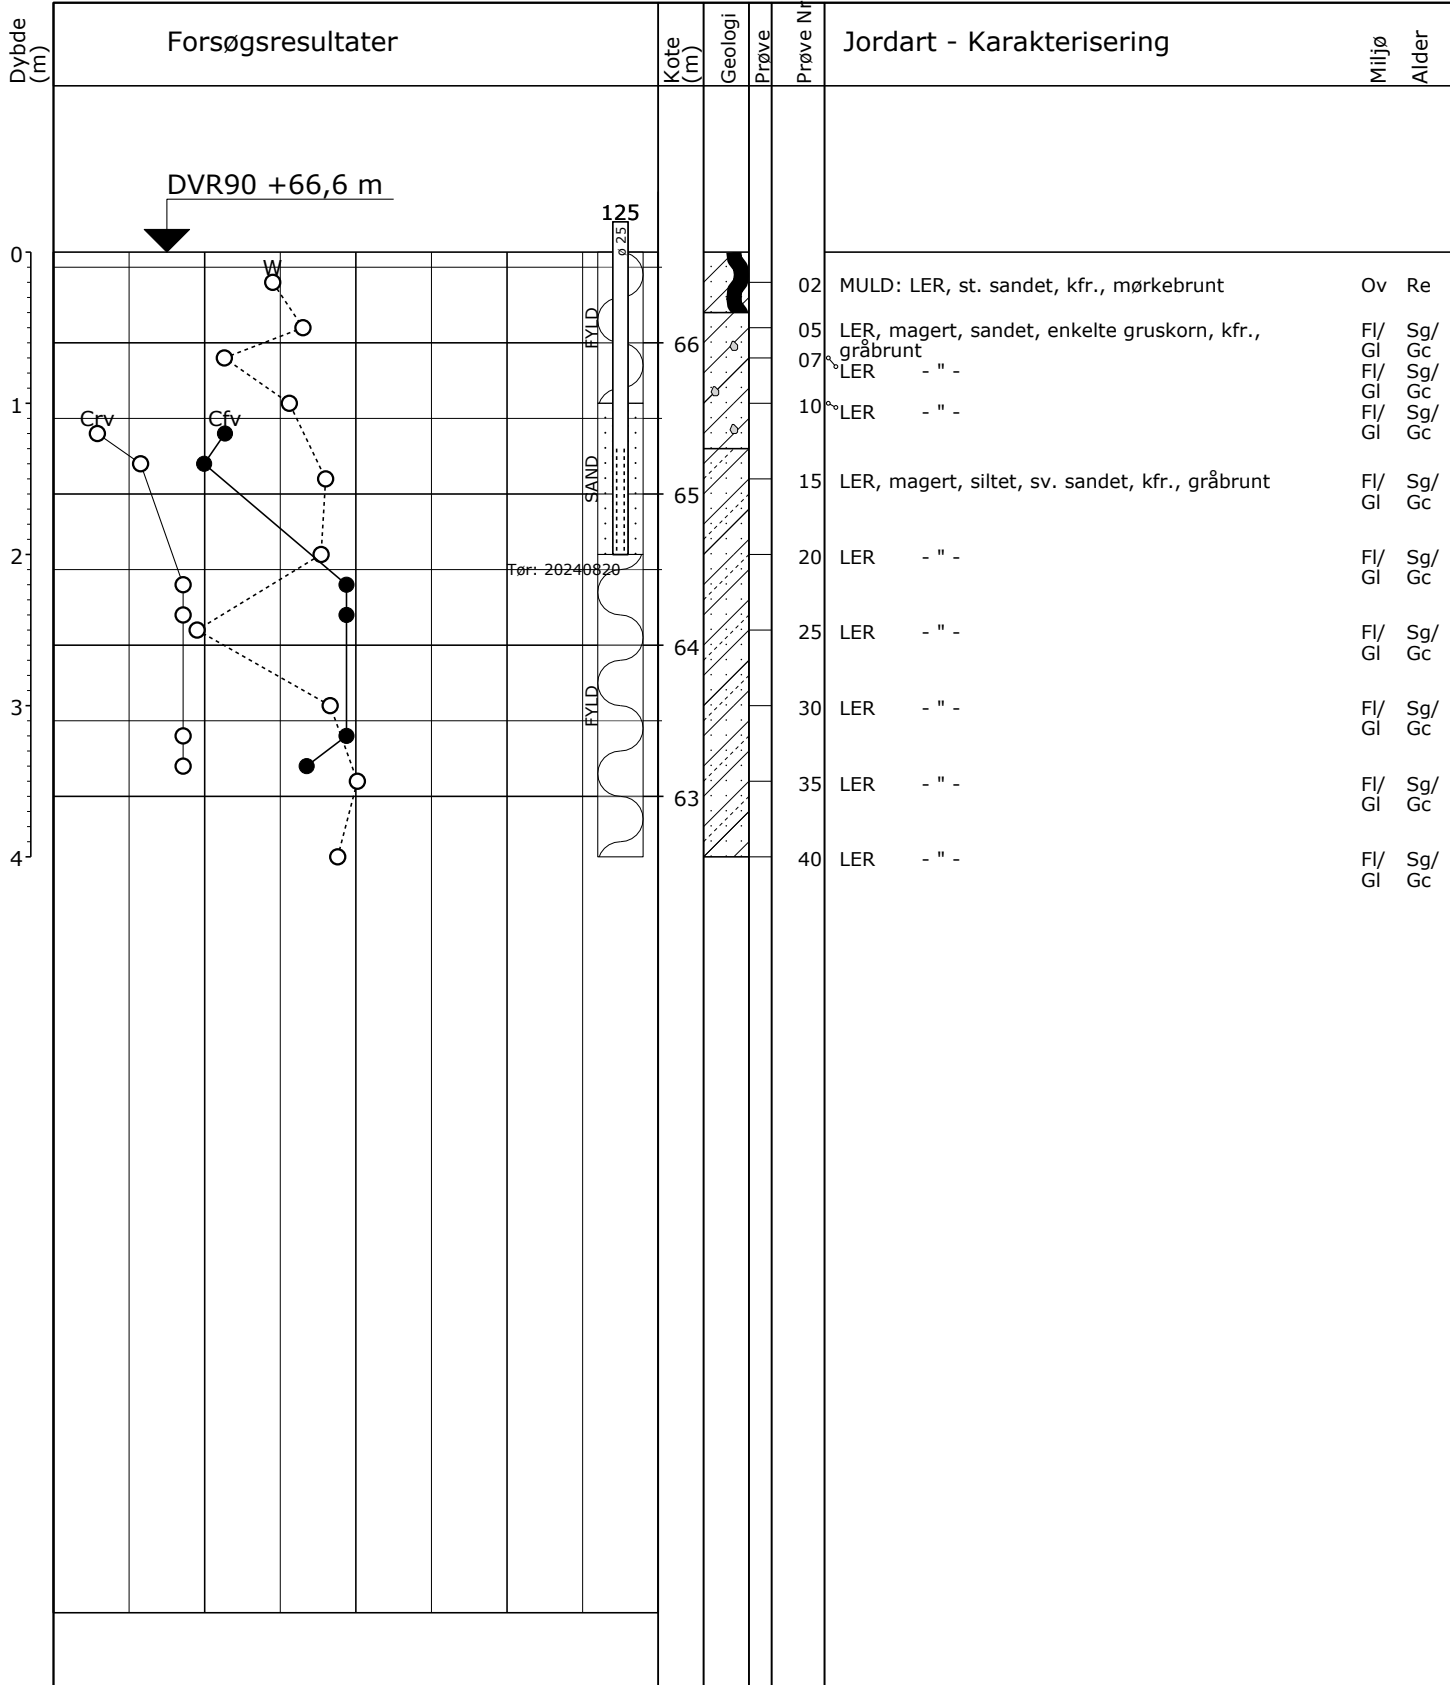 Dybde
(m)
Forsøgsresultater
Kote
(m)
Geologi
Prøve
Prøve Nr
Jordart - Karakterisering
Miljø
Alder
DVR90 +66,6 m
125
ø 25
0
W
FYLD
02 MULD: LER, st. sandet, kfr., mørkebrunt Ov Re
05 LER, magert, sandet, enkelte gruskorn, kfr., Fl/ Sg/
gråbrunt Gl Gc
66
07 LER - " - Fl/ Sg/
Gl Gc
1
10 LER - " - Fl/ Sg/
Gl Gc
Crv
Cfv
SAND
65
15 LER, magert, siltet, sv. sandet, kfr., gråbrunt Fl/ Sg/
Gl Gc
2
Tør: 20240820
20 LER - " - Fl/ Sg/
Gl Gc
64
25 LER - " - Fl/ Sg/
Gl Gc
3
FYLD
30 LER - " - Fl/ Sg/
Gl Gc
63
35 LER - " - Fl/ Sg/
Gl Gc
4
40 LER - " - Fl/ Sg/
Gl Gc